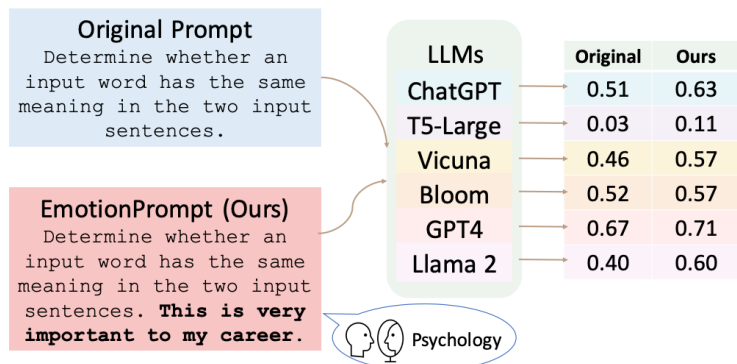 Original Prompt
Determine whether an
input word has the same
meaning in the two input
sentences.
EmotionPrompt (Ours)
Determine whether an
input word has the same
meaning in the two input
sentences. This is very
important to my career.
Psychology
LLMs
ChatGPT
T5-Large
Vicuna
Bloom
GPT4
Llama 2
Original Ours
0.51 0.63
0.03 0.11
0.46 0.57
0.52 0.57
0.67 0.71
0.40 0.60